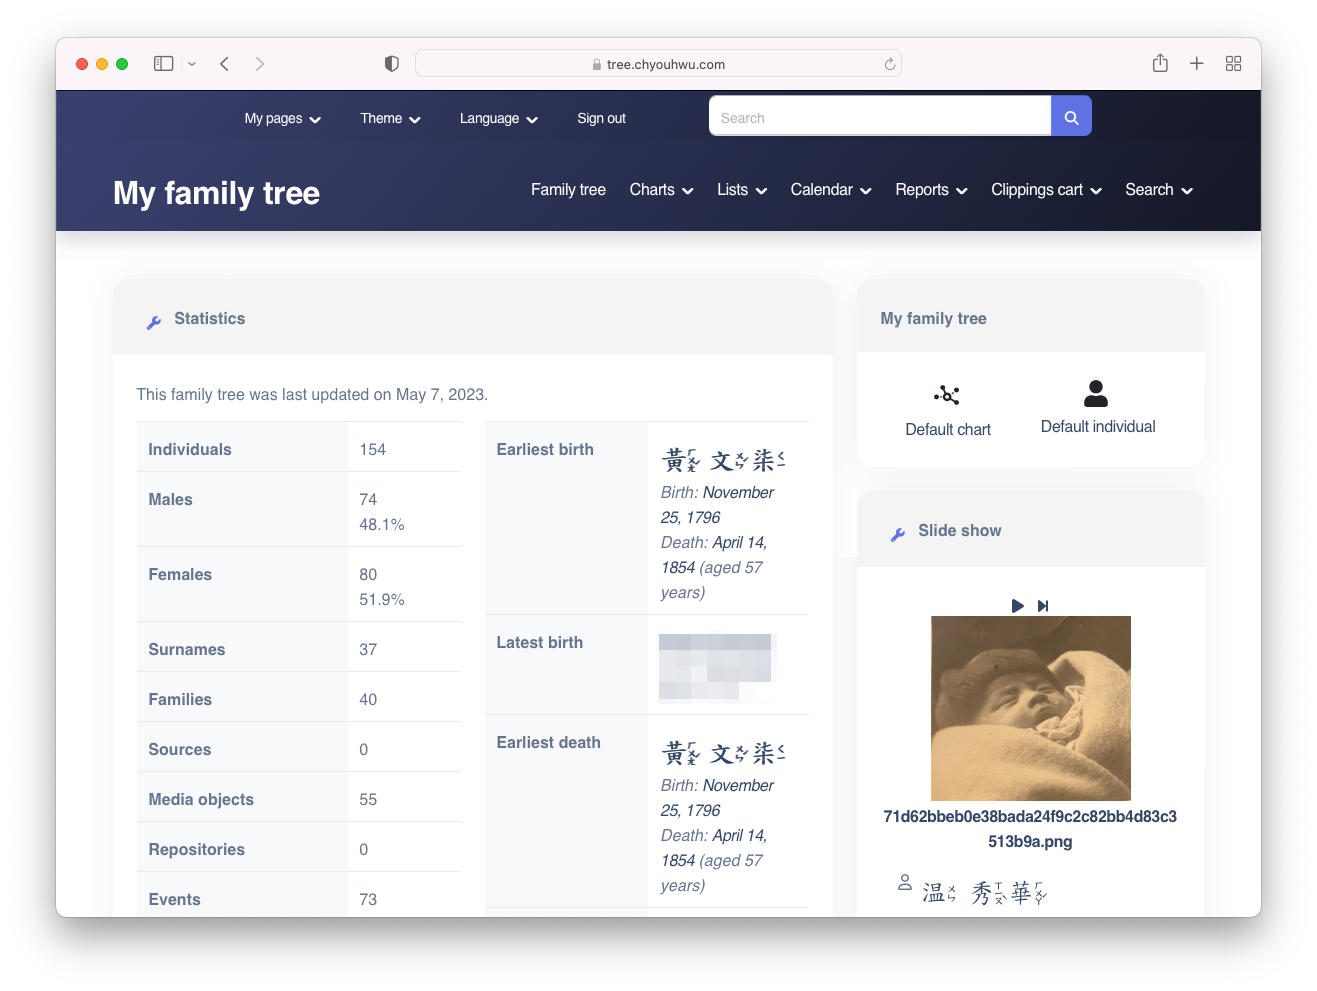 tree.chyouhwu.com
My pages
Theme
Language
Sign out
Search
My family tree
Family tree
Charts
Lists
Calendar
Reports
Clippings cart
Search
Statistics
This family tree was last updated on May 7, 2023.
Individuals 154
Males 74
48.1%
Females 80
51.9%
Surnames 37
Families 40
Sources 0
Media objects 55
Repositories 0
Events 73
Earliest birth
黃 文柒
Birth: November
25, 1796
Death: April 14,
1854 (aged 57
years)
Latest birth
Earliest death
黃 文柒
Birth: November
25, 1796
Death: April 14,
1854 (aged 57
years)
My family tree
Default chart
Default individual
Slide show
71d62bbeb0e38bada24f9c2c82bb4d83c3
513b9a.png
温 秀華